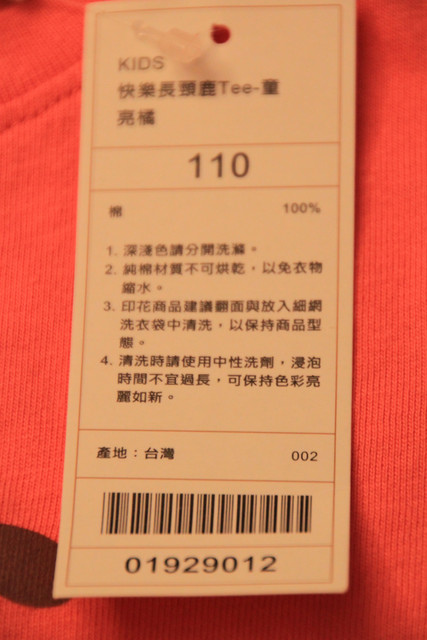 KIDS
快樂長頸鹿Tee-童
亮橘
110
棉 100%
1. 深淺色請分開洗滌。
2. 純棉材質不可烘乾，以免衣物
縮水。
3. 印花商品建議翻面與放入細網
洗衣袋中清洗，以保持商品型
態。
4. 清洗時請使用中性洗劑，浸泡
時間不宜過長，可保持色彩亮
麗如新。
產地：台灣 002
01929012